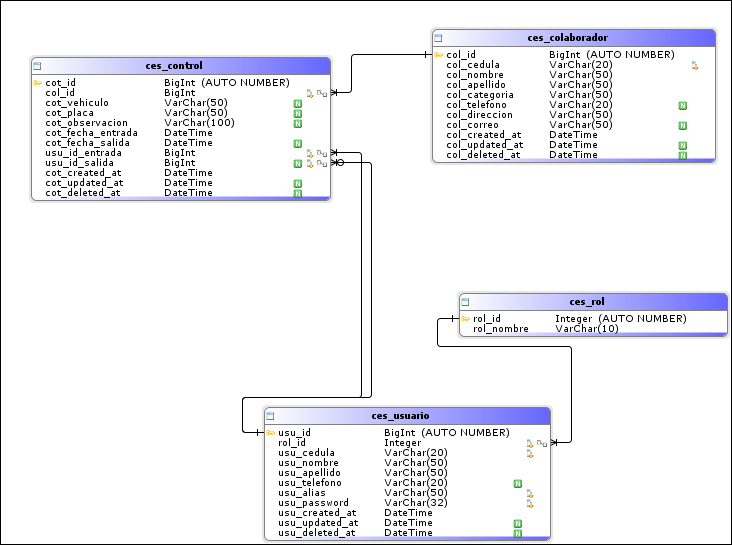 ces_control
cot_id BigInt (AUTO NUMBER)
col_id BigInt
cot_vehiculo VarChar(50) N
cot_placa VarChar(50) N
cot_observacion VarChar(100) N
cot_fecha_entrada DateTime
cot_fecha_salida DateTime N
usu_id_entrada BigInt
usu_id_salida BigInt N
cot_created_at DateTime
cot_updated_at DateTime N
cot_deleted_at DateTime N
ces_colaborador
col_id BigInt (AUTO NUMBER)
col_cedula VarChar(20)
col_nombre VarChar(50)
col_apellido VarChar(50)
col_categoria VarChar(50)
col_telefono VarChar(20) N
col_direccion VarChar(50)
col_correo VarChar(50) N
col_created_at DateTime
col_updated_at DateTime N
col_deleted_at DateTime N
ces_rol
rol_id Integer (AUTO NUMBER)
rol_nombre VarChar(10)
ces_usuario
usu_id BigInt (AUTO NUMBER)
rol_id Integer
usu_cedula VarChar(20)
usu_nombre VarChar(50)
usu_apellido VarChar(50)
usu_telefono VarChar(20) N
usu_alias VarChar(50)
usu_password VarChar(32)
usu_created_at DateTime
usu_updated_at DateTime N
usu_deleted_at DateTime N